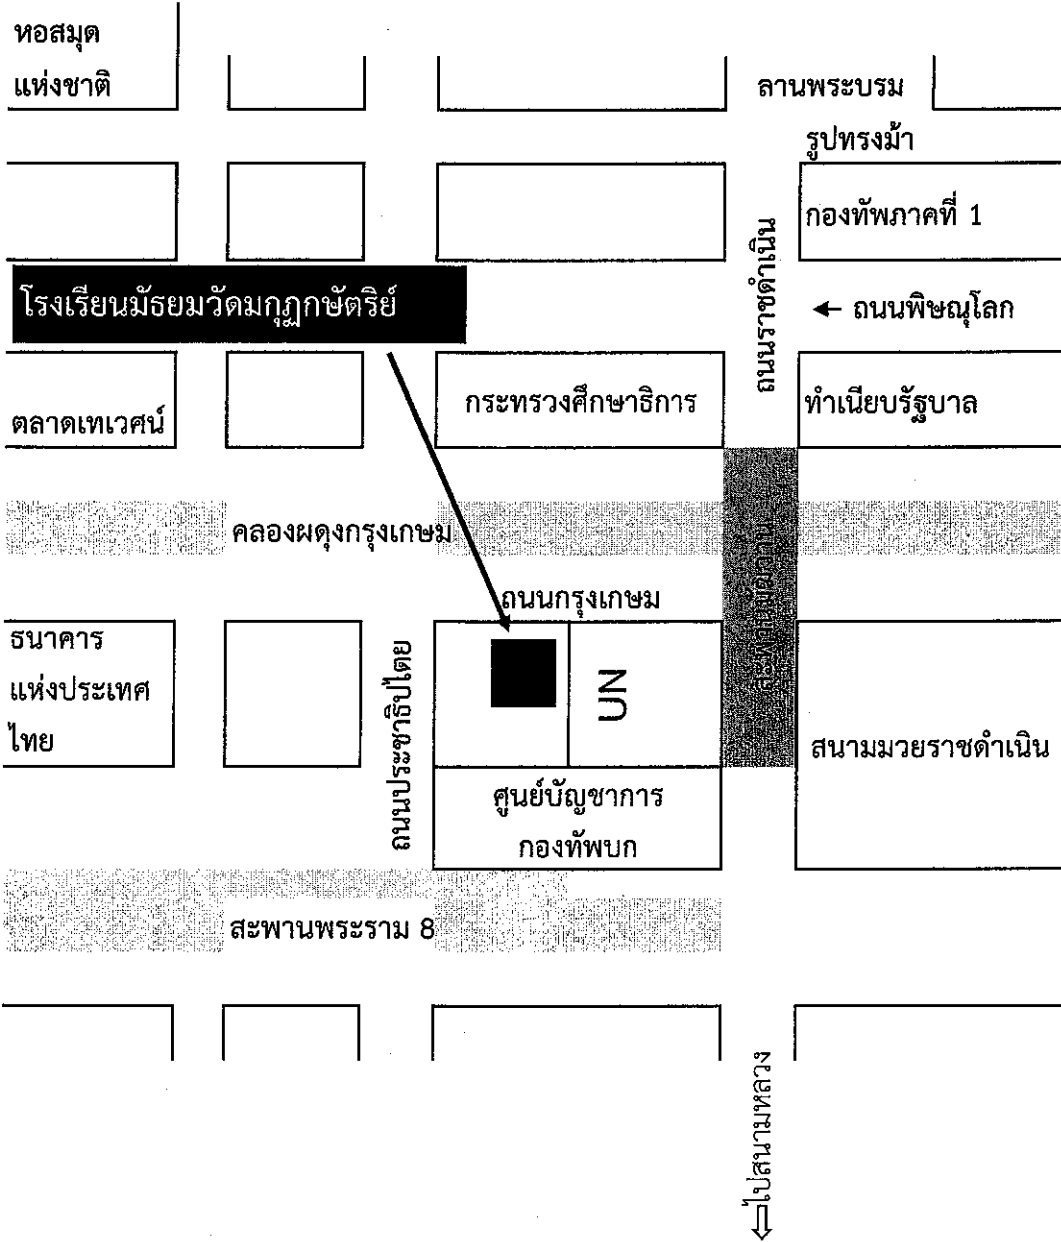 หอสมุด
แห่งชาติ
ลานพระบรม
รูปทรงม้า
กองทัพภาคที่ 1
ถนนราชดำเนิน
โรงเรียนมัธยมวัดมกุฏกษัตริย์
← ถนนพิษณุโลก
ตลาดเทเวศน์
กระทรวงศึกษาธิการ
ทำเนียบรัฐบาล
คลองผดุงกรุงเกษม
ถนนกรุงเกษม
ธนาคาร
แห่งประเทศ
ไทย
ถนนประชาธิปไตย
UN
สนามมวยราชดำเนิน
ศูนย์บัญชาการ
กองทัพบก
สะพานพระราม 8
ไปสนามหลวง